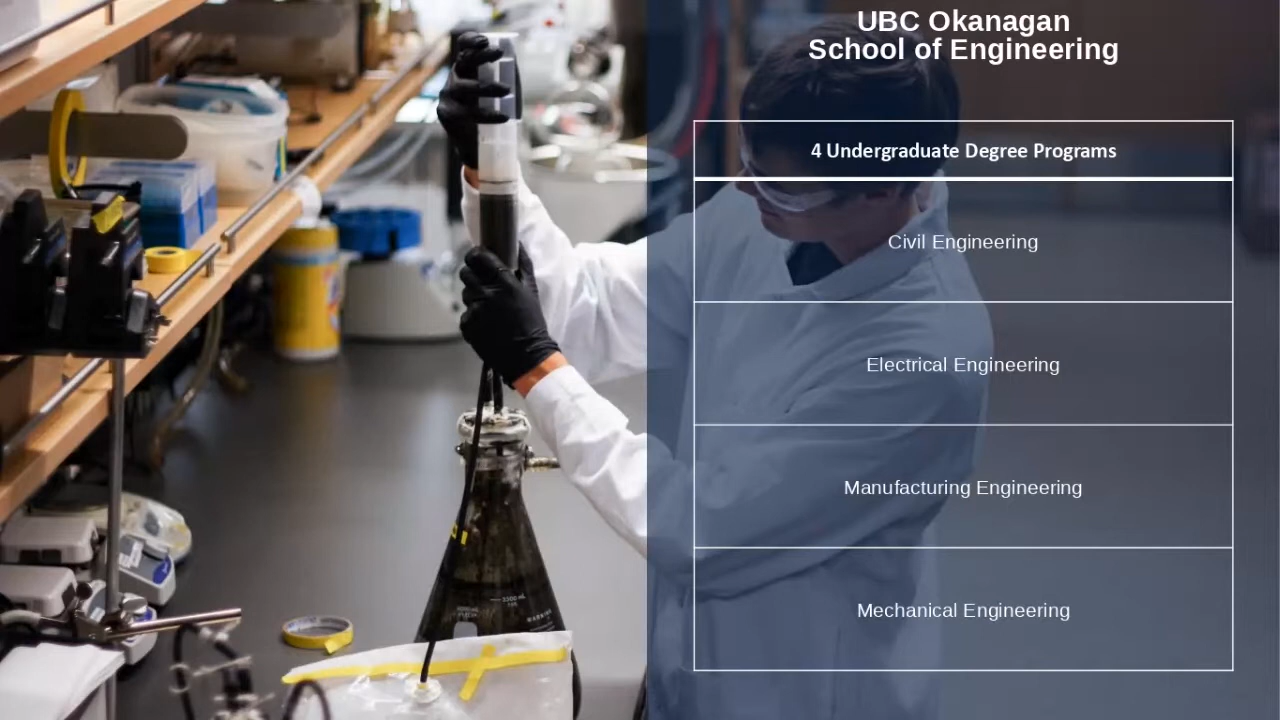 UBC Okanagan
School of Engineering
4 Undergraduate Degree Programs
Civil Engineering
Electrical Engineering
Manufacturing Engineering
Mechanical Engineering